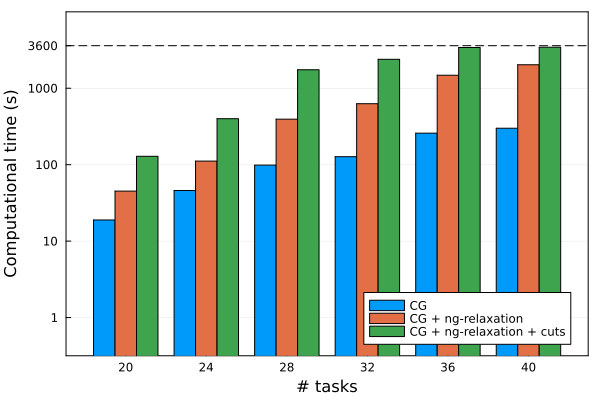 Computational time (s)
3600
1000
100
10
1
20 24 28 32 36 40
# tasks
CG
CG + ng-relaxation
CG + ng-relaxation + cuts